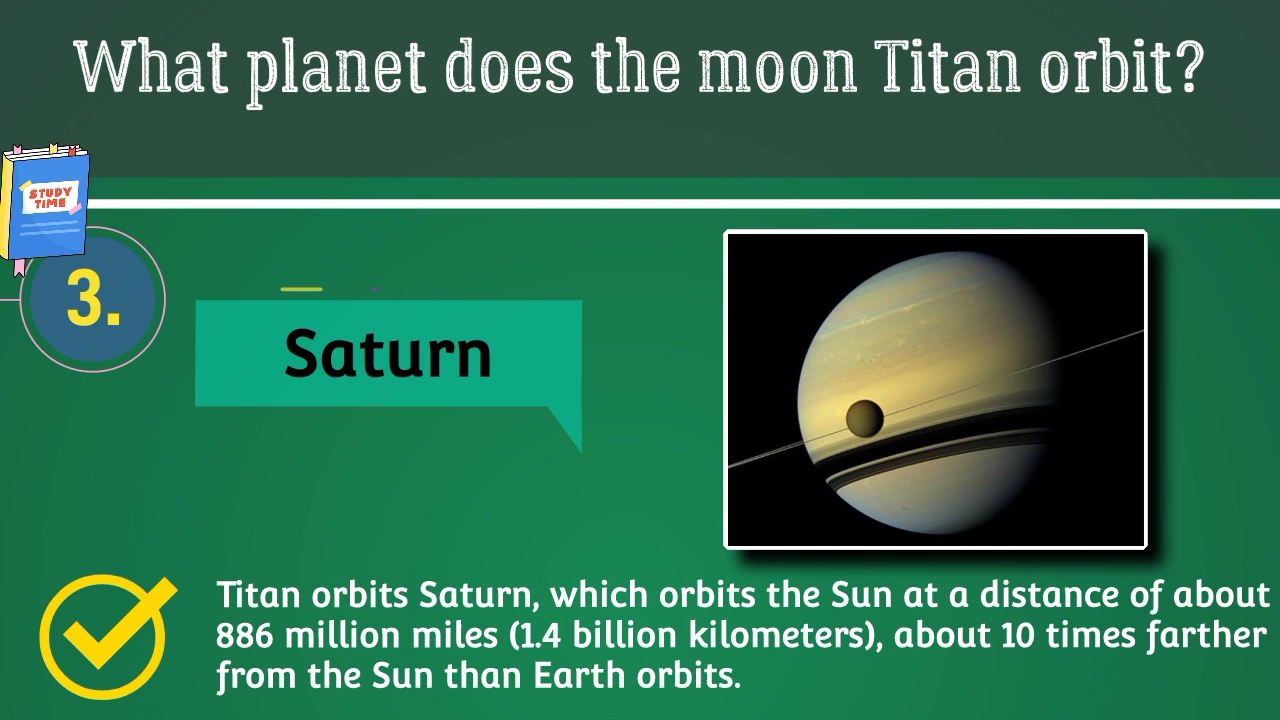 What planet does the moon Titan orbit?
STUDY
TIME
3.
Saturn
Titan orbits Saturn, which orbits the Sun at a distance of about
886 million miles (1.4 billion kilometers), about 10 times farther
from the Sun than Earth orbits.